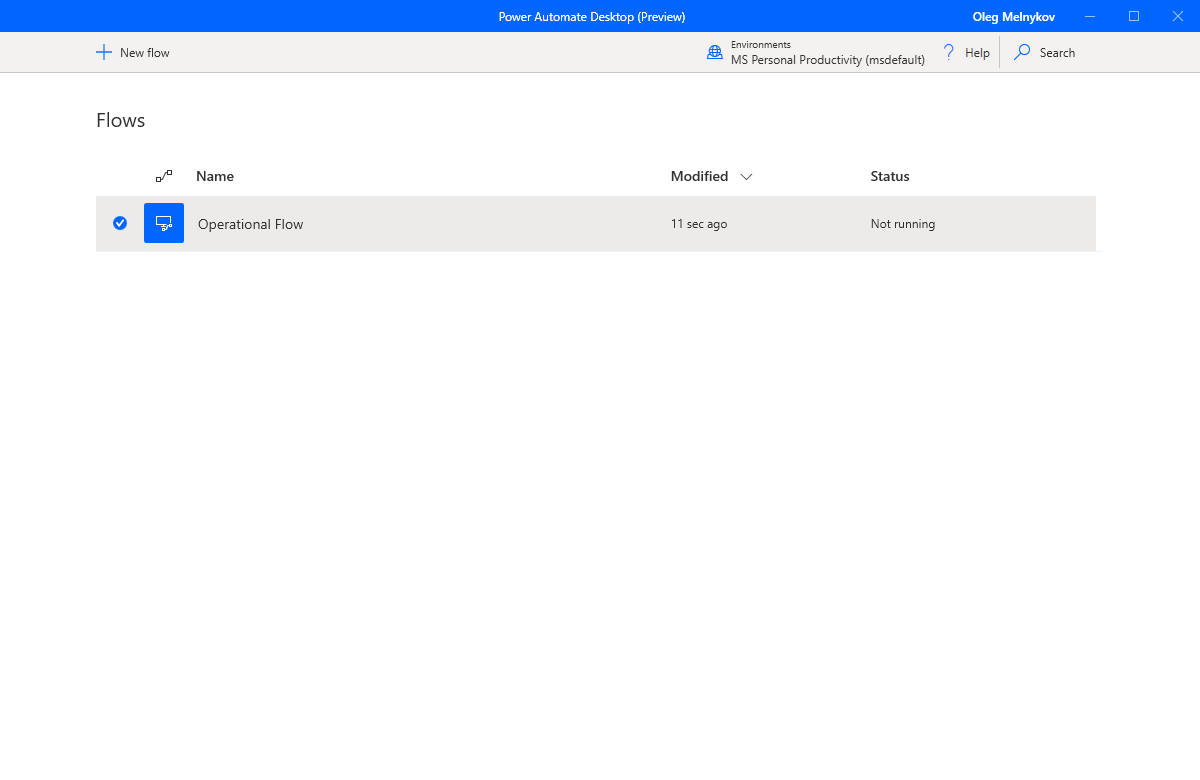 Power Automate Desktop (Preview)
Oleg Melnykov
New flow
Environments
MS Personal Productivity (msdefault)
Help
Search
Flows
Name
Modified
Status
Operational Flow
11 sec ago
Not running